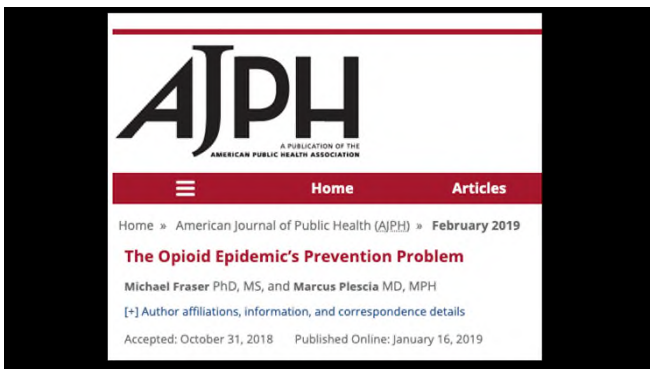 AJPH
A PUBLICATION OF THE
AMERICAN PUBLIC HEALTH ASSOCIATION
Home Articles
Home » American Journal of Public Health (AJPH) » February 2019
The Opioid Epidemic’s Prevention Problem
Michael Fraser PhD, MS, and Marcus Plescia MD, MPH
[+] Author affiliations, information, and correspondence details
Accepted: October 31, 2018 Published Online: January 16, 2019